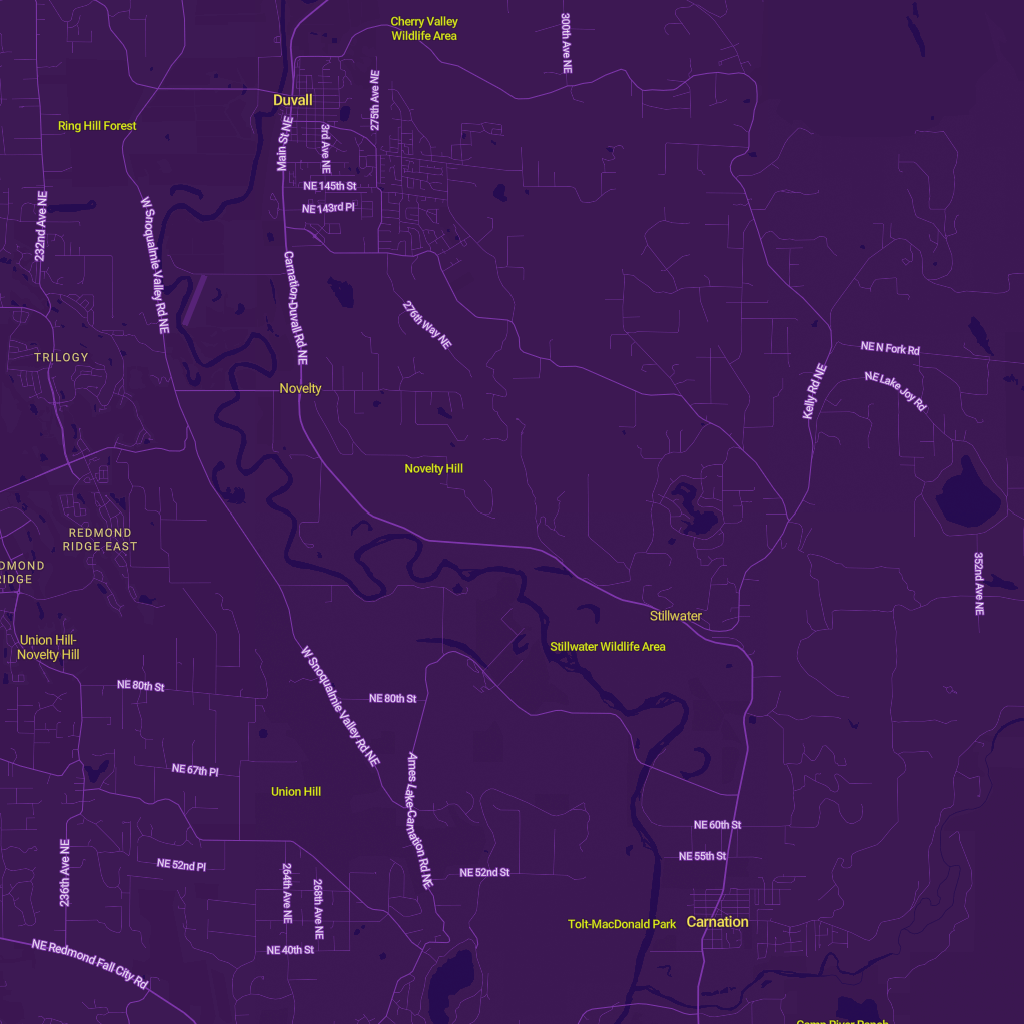 Cherry Valley
Wildlife Area
300th Ave NE
Duvall
275th Ave NE
Ring Hill Forest
Main St NE
3rd Ave NE
NE 145th St
NE 143rd Pl
232nd Ave NE
W Snoqualmie Valley Rd NE
Carnation-Duvall Rd NE
276th Way NE
TRILOGY
NE N Fork Rd
NE Lake Joy Rd
Kelly Rd NE
Novelty
Novelty Hill
REDMOND
RIDGE EAST
DMOND
RIDGE
352nd Ave NE
Stillwater
Union Hill-
Novelty Hill
Stillwater Wildlife Area
W Snoqualmie Valley Rd NE
NE 80th St
NE 80th St
NE 67th Pl
Ames Lake-Carnation Rd NE
Union Hill
NE 60th St
NE 55th St
236th Ave NE
NE 52nd Pl
264th Ave NE
268th Ave NE
NE 52nd St
Tolt-MacDonald Park
Carnation
NE 40th St
NE Redmond Fall City Rd
Camp River Ranch